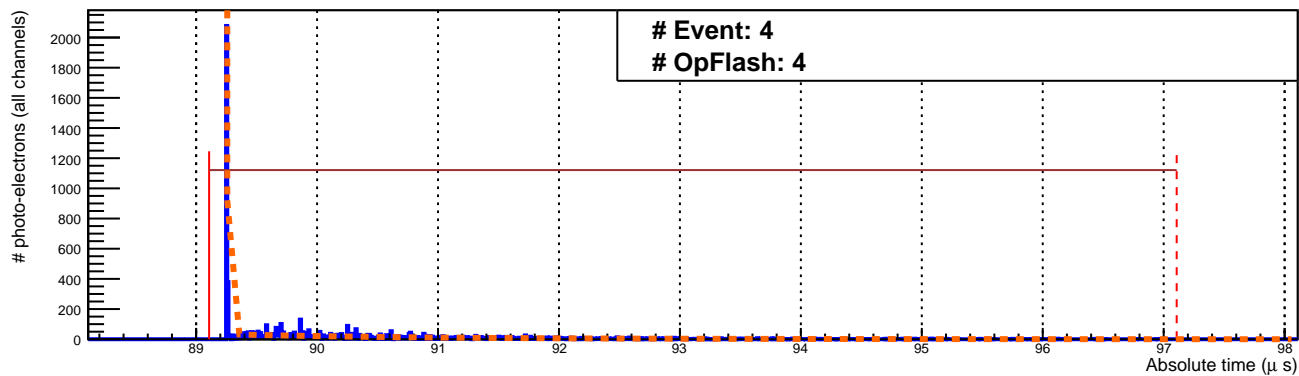 # Event: 4
# OpFlash: 4
# photo-electrons (all channels)
2000
1800
1600
1400
1200
1000
800
600
400
200
0
89 90 91 92 93 94 95 96 97 98
Absolute time (μ s)